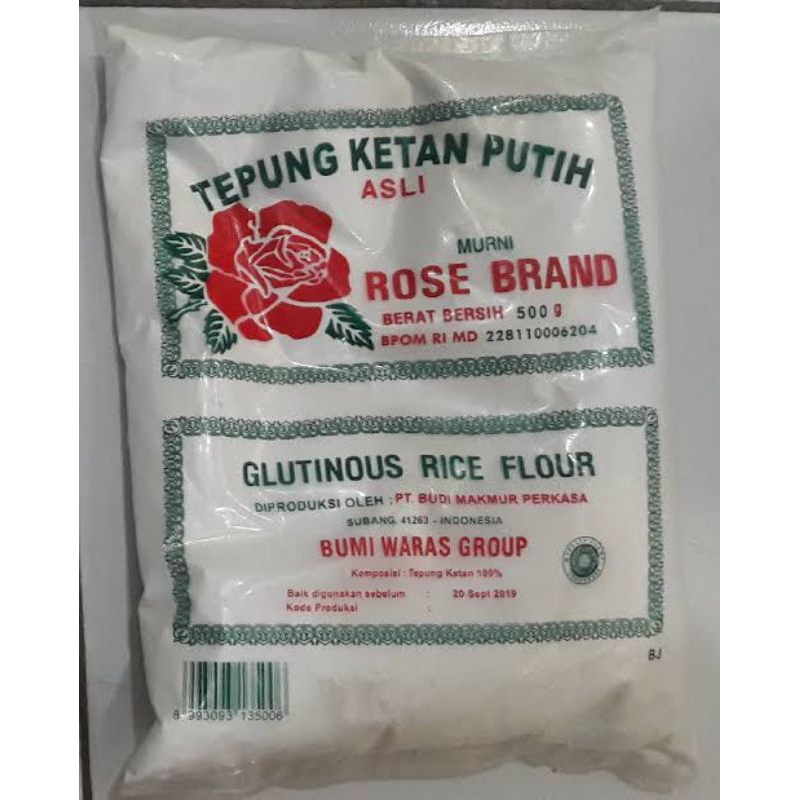 TEPUNG KETAN PUTIH
ASLI
MURNI
ROSE BRAND
BERAT BERSIH 500 g
BPOM RI MD 228110006204
GLUTINOUS RICE FLOUR
DIPRODUKSI OLEH : PT. BUDI MAKMUR PERKASA
SUBANG, 41263 - INDONESIA
BUMI WARAS GROUP
Komposisi : Tepung Ketan 100%
Baik digunakan sebelum : 20 Sept 2019
Kode Produksi :
BJ
8 993093 135006